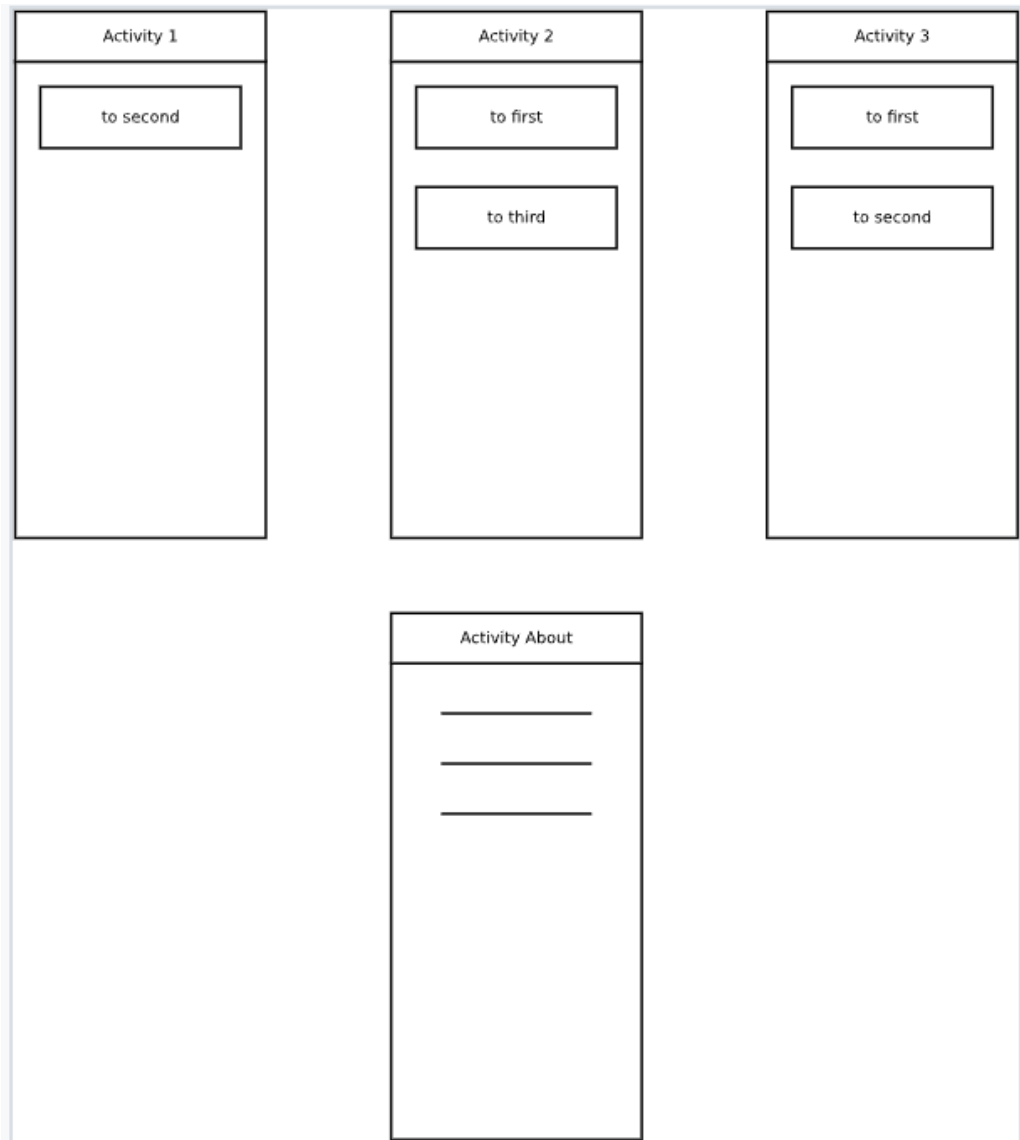 Activity 1
Activity 2
Activity 3
to second
to first
to first
to third
to second
Activity About